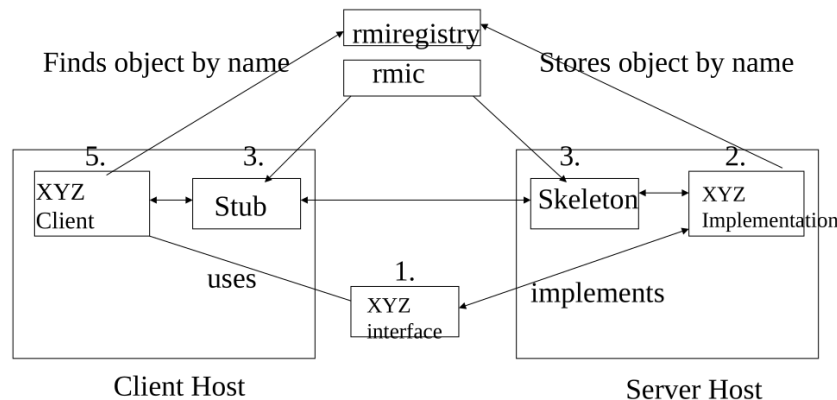 rmiregistry
Finds object by name
Stores object by name
rmic
5.
3.
3.
2.
XYZ
Client
Stub
Skeleton
XYZ
Implementation
uses
1.
XYZ
interface
implements
Client Host
Server Host